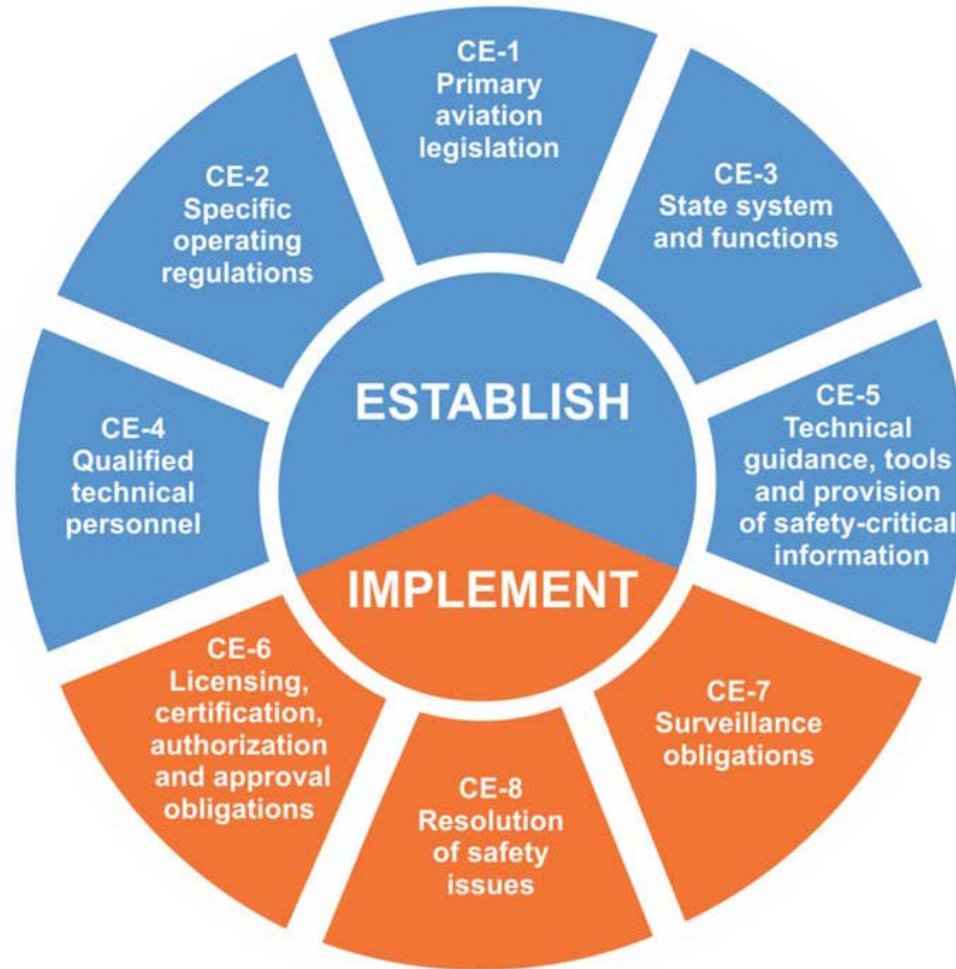 CE-1
Primary
aviation
legislation
CE-2
Specific
operating
regulations
CE-3
State system
and functions
ESTABLISH
CE-4
Qualified
technical
personnel
CE-5
Technical
guidance, tools
and provision
of safety-critical
information
IMPLEMENT
CE-6
Licensing,
certification,
authorization
and approval
obligations
CE-7
Surveillance
obligations
CE-8
Resolution
of safety
issues